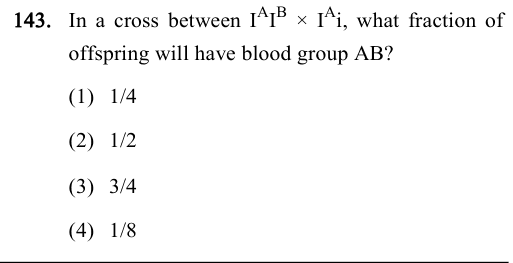 143. In a cross between IᴬIᴮ × Iᴬi, what fraction of
offspring will have blood group AB?
(1) 1/4
(2) 1/2
(3) 3/4
(4) 1/8